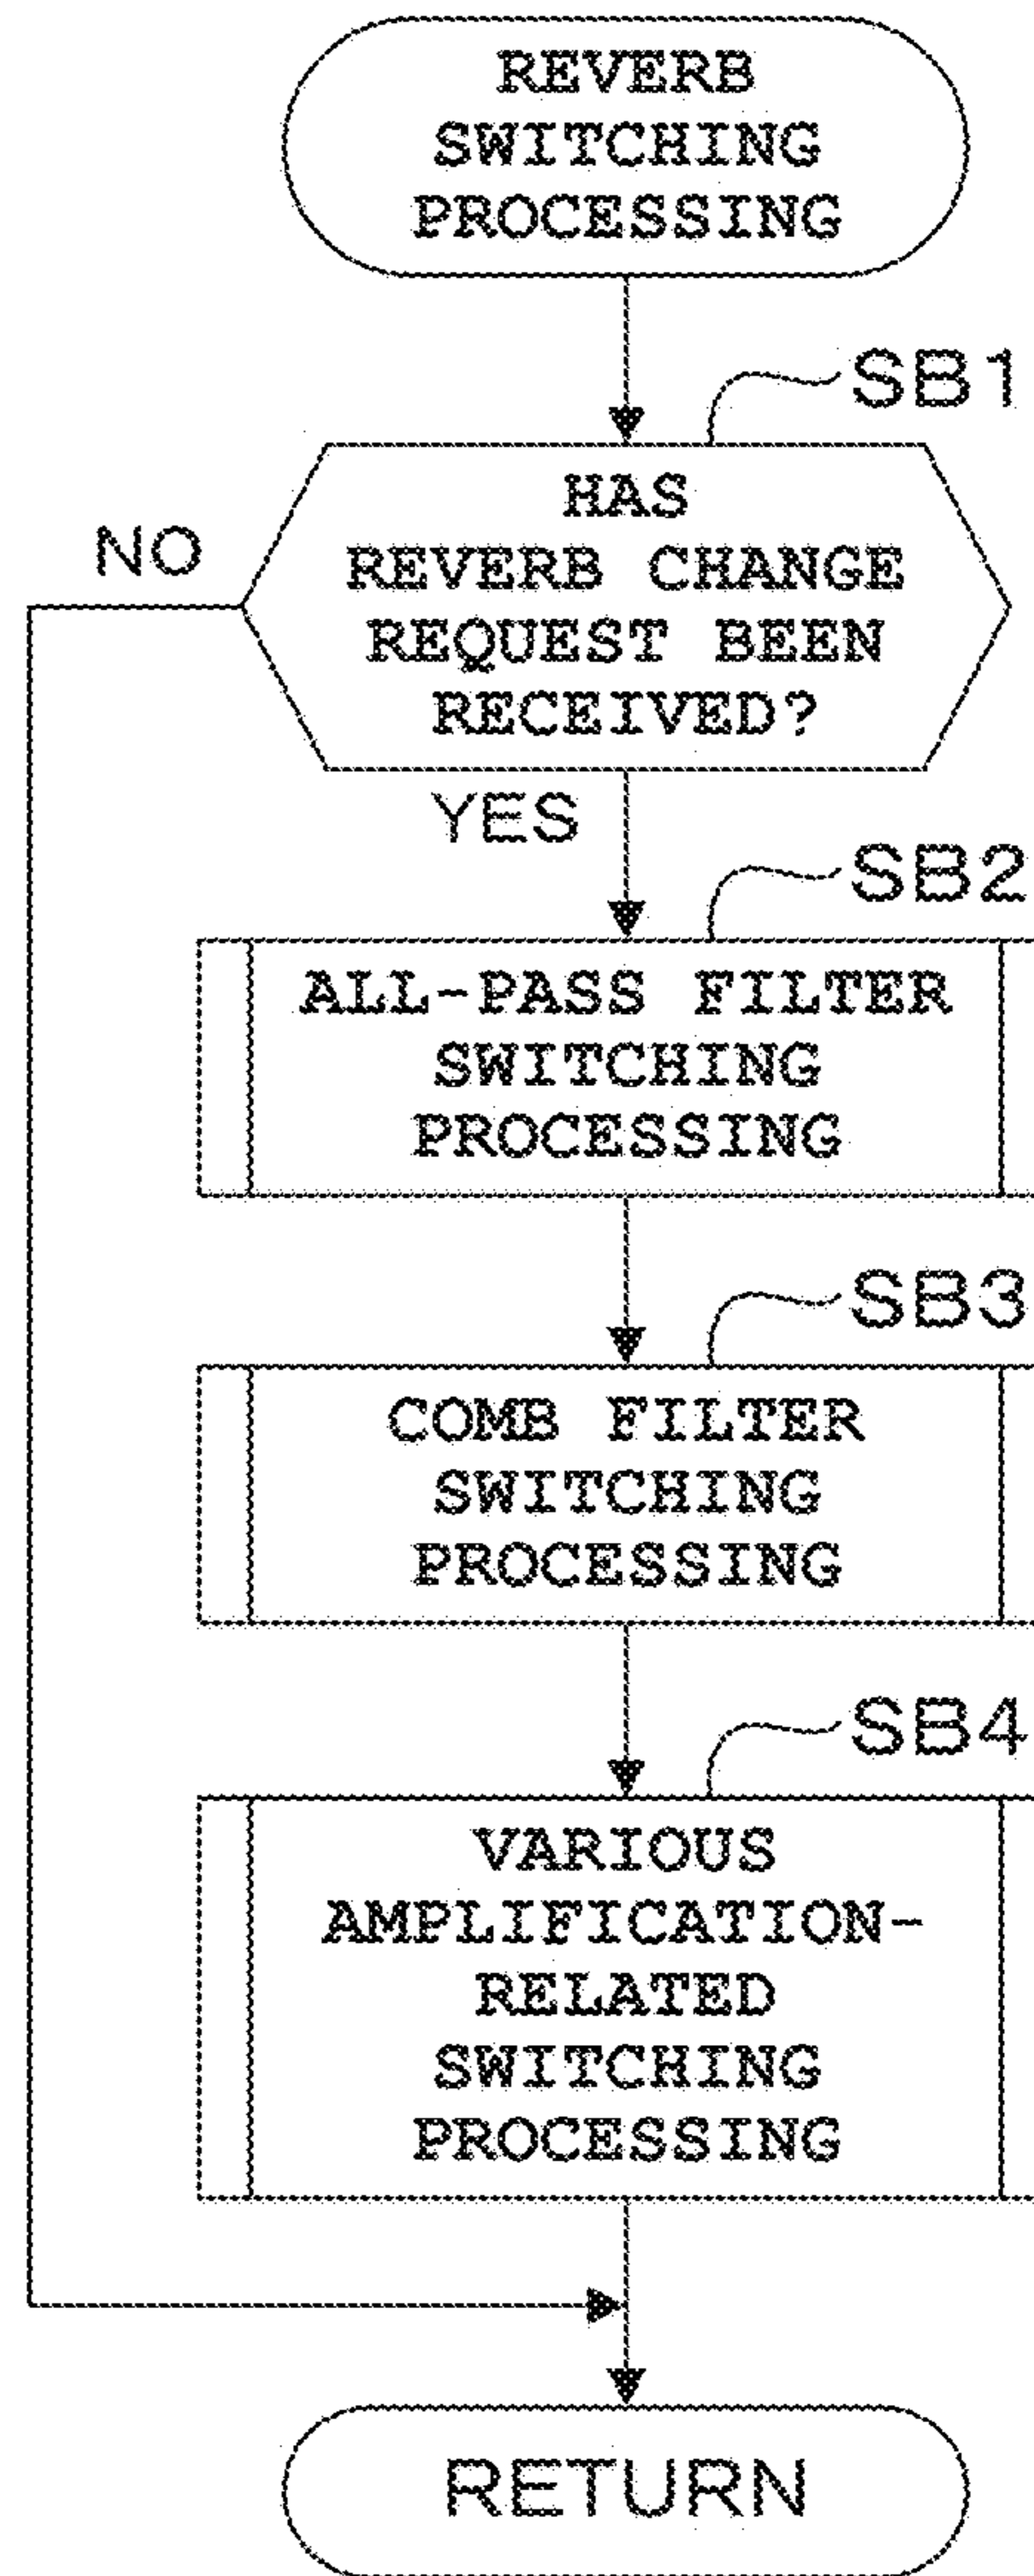 REVERB
SWITCHING
PROCESSING
SB1
HAS
REVERB CHANGE
REQUEST BEEN
RECEIVED?
NO
YES
SB2
ALL-PASS FILTER
SWITCHING
PROCESSING
SB3
COMB FILTER
SWITCHING
PROCESSING
SB4
VARIOUS
AMPLIFICATION-
RELATED
SWITCHING
PROCESSING
RETURN